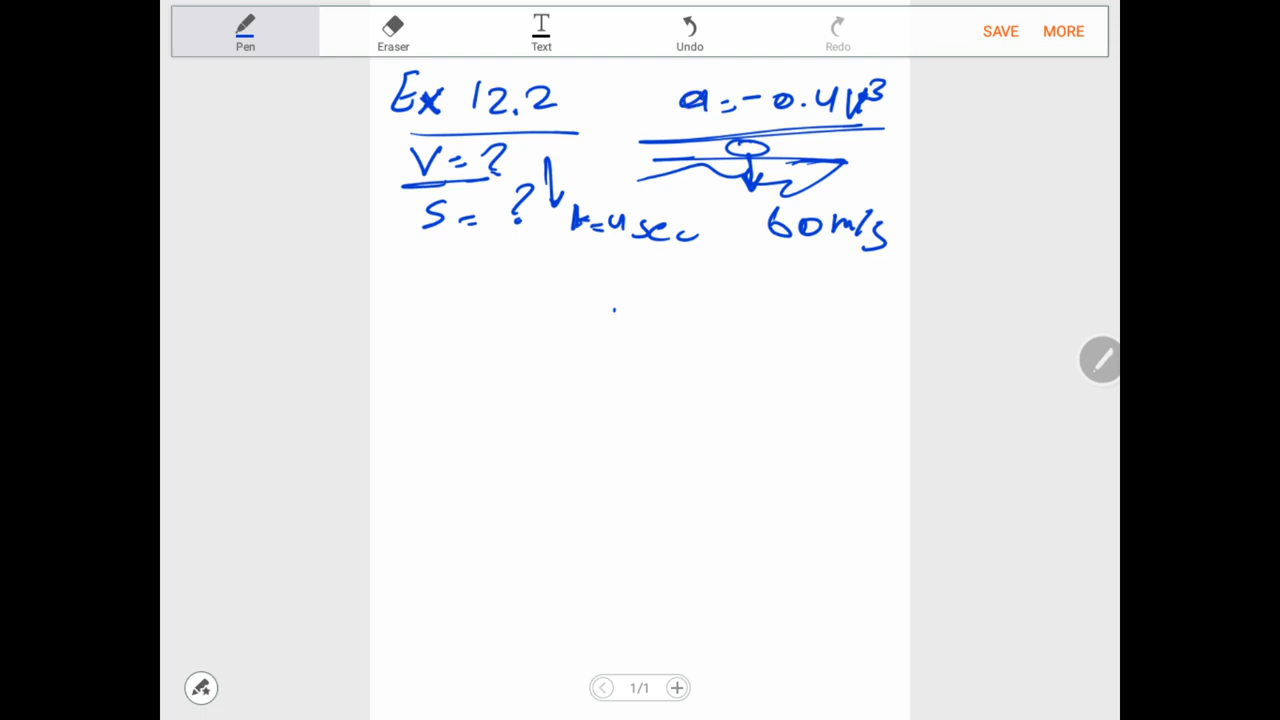 Pen Eraser Text Undo Redo SAVE MORE
Ex 12.2 a = - 0.4V³
V = ?
S = ? t = 4 sec 60 m/s
1/1